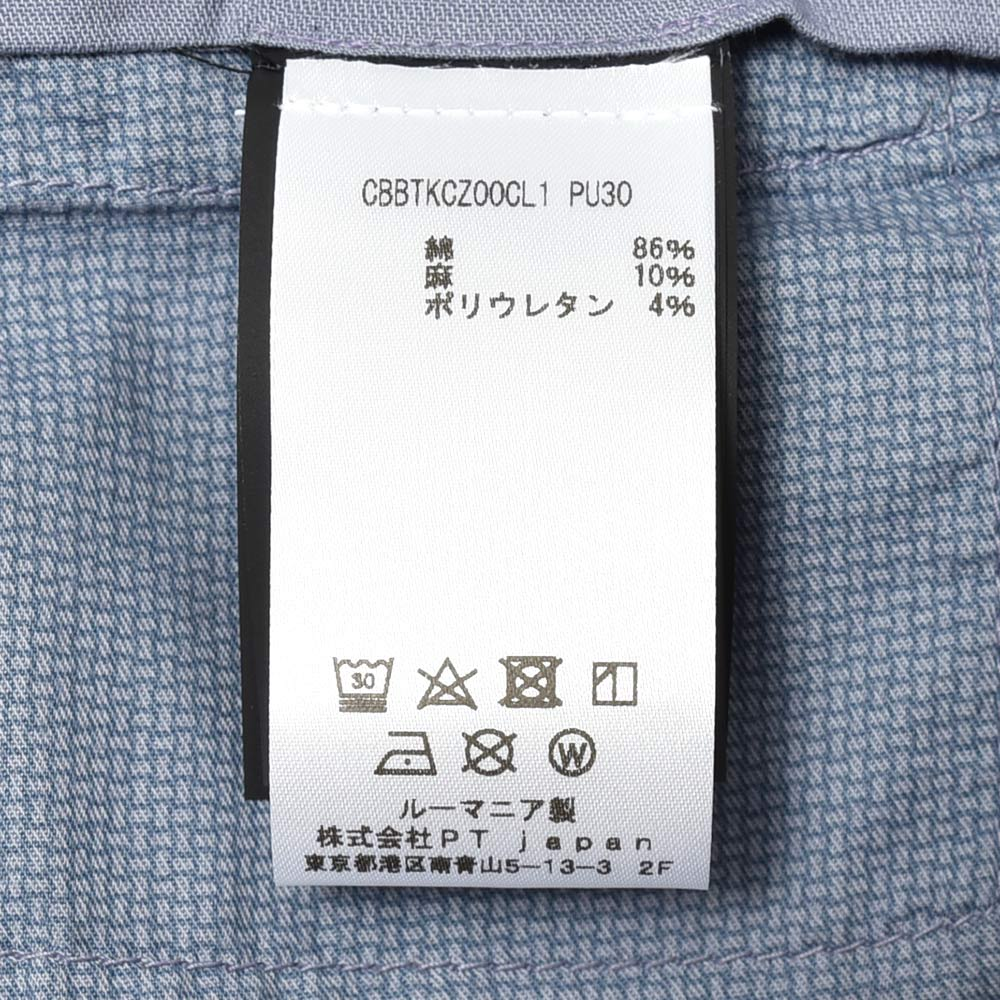 CBBTKCZ00CL1 PU30
綿 86%
麻 10%
ポリウレタン 4%
30
W
ルーマニア製
株式会社PT japan
東京都港区南青山5-13-3 2F